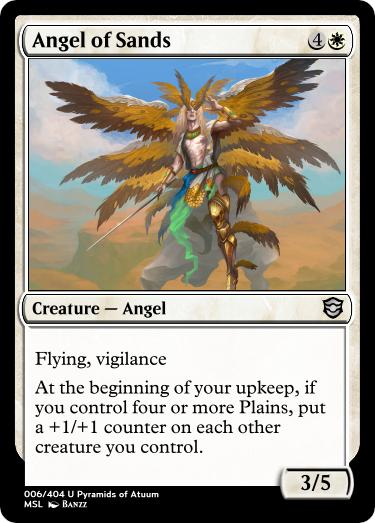 Angel of Sands 4
Creature — Angel
Flying, vigilance
At the beginning of your upkeep, if
you control four or more Plains, put
a +1/+1 counter on each other
creature you control.
3/5
006/404 U Pyramids of Atuum
MSL Banzz